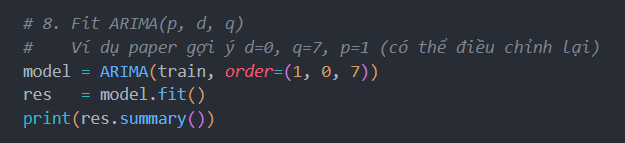 # 8. Fit ARIMA(p, d, q)
#    Ví dụ paper gợi ý d=0, q=7, p=1 (có thể điều chỉnh lại)
model = ARIMA(train, order=(1, 0, 7))
res   = model.fit()
print(res.summary())